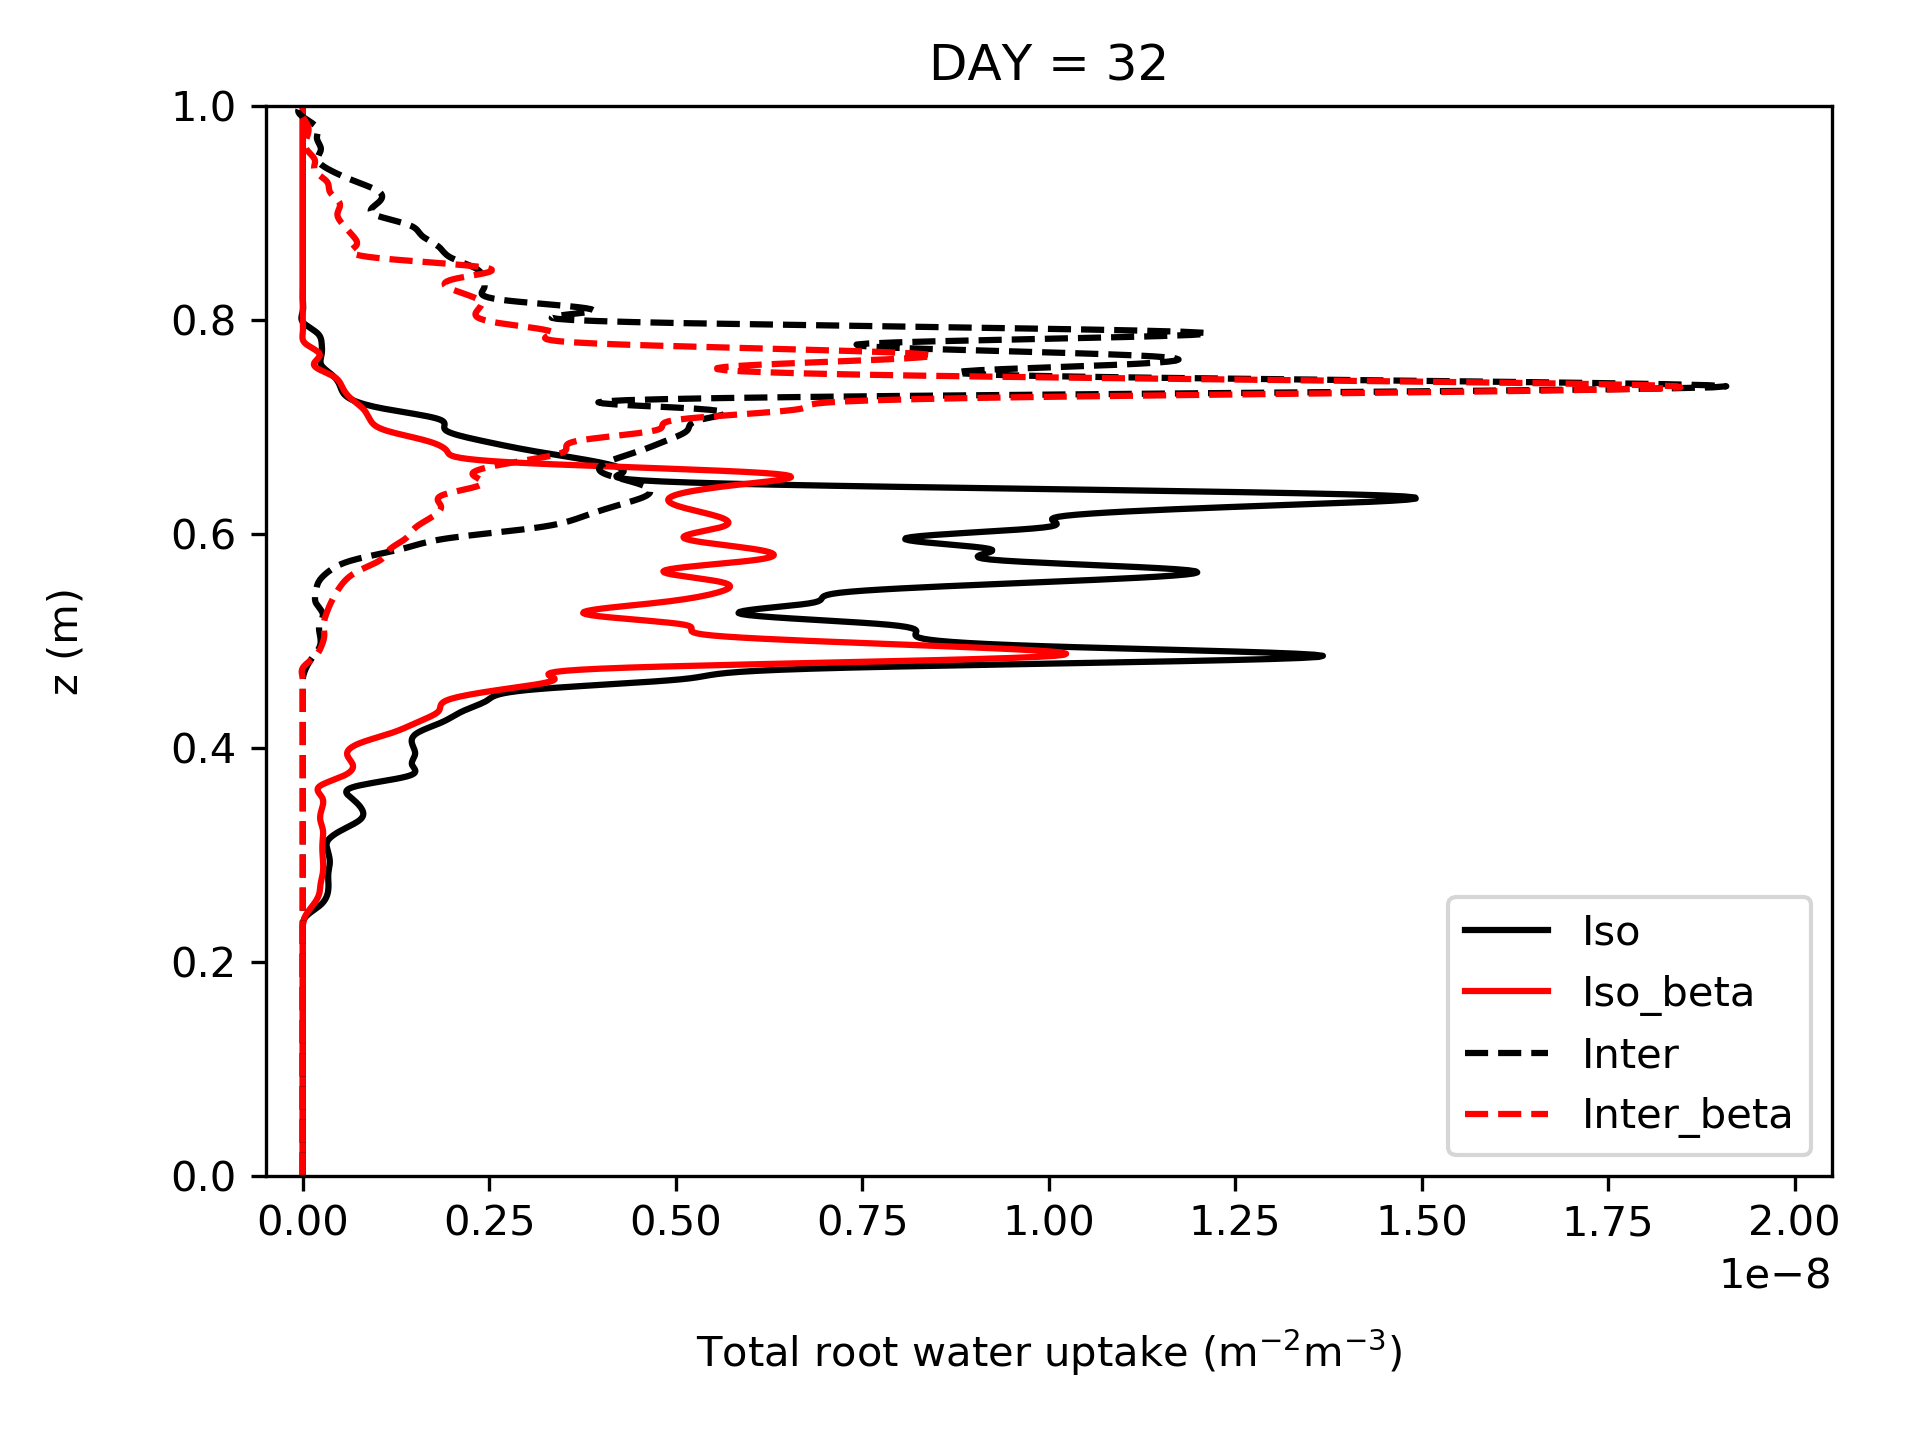 DAY = 32
1.0
0.8
0.6
0.4
0.2
0.0
z (m)
0.00 0.25 0.50 0.75 1.00 1.25 1.50 1.75 2.00
1e−8
Total root water uptake (m⁻²m⁻³)
Iso
Iso_beta
Inter
Inter_beta